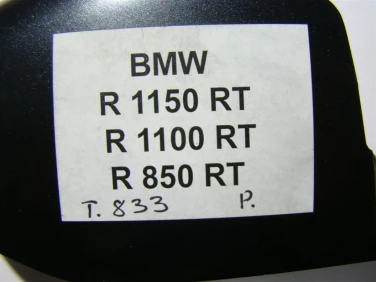 BMW
R 1150 RT
R 1100 RT
R 850 RT
T. 833 P.